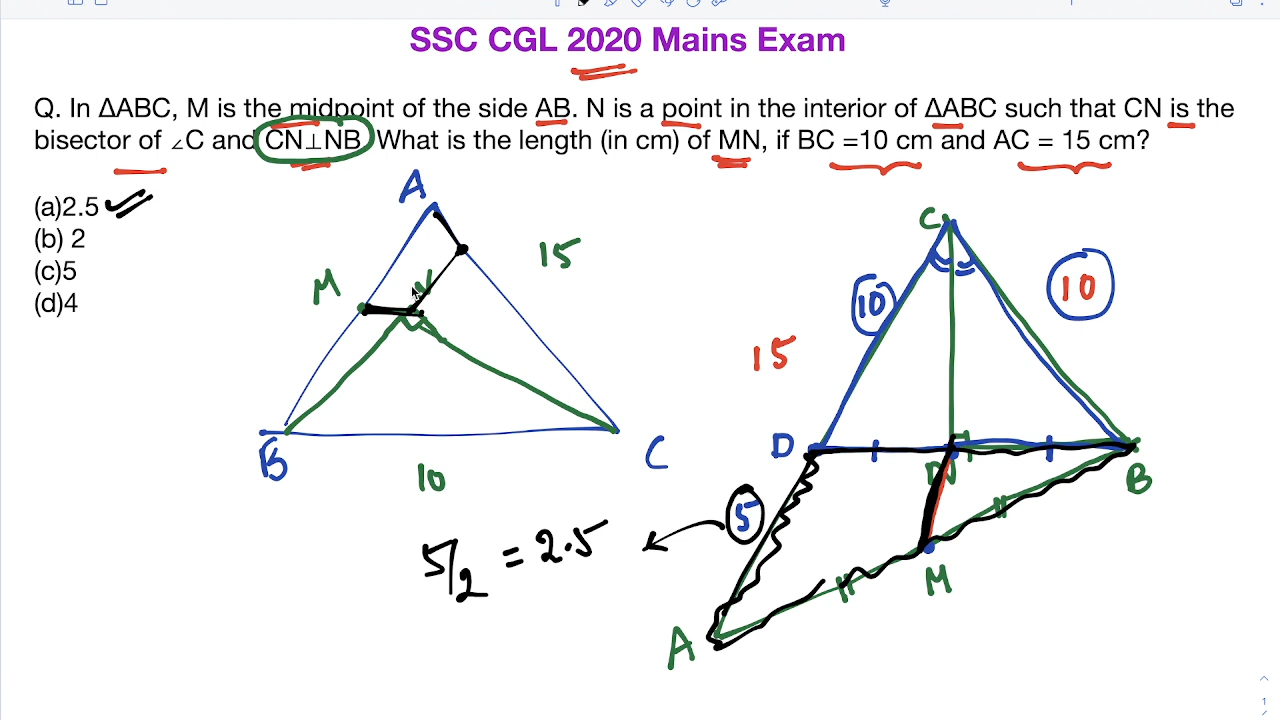 SSC CGL 2020 Mains Exam
Q. In ΔABC, M is the midpoint of the side AB. N is a point in the interior of ΔABC such that CN is the
bisector of ∠C and CN⊥NB. What is the length (in cm) of MN, if BC =10 cm and AC = 15 cm?
(a)2.5
(b) 2
(c)5
(d)4
A
M
N
15
B
C
10
C
10
10
15
D
N
B
5
M
A
5/2 = 2.5
1